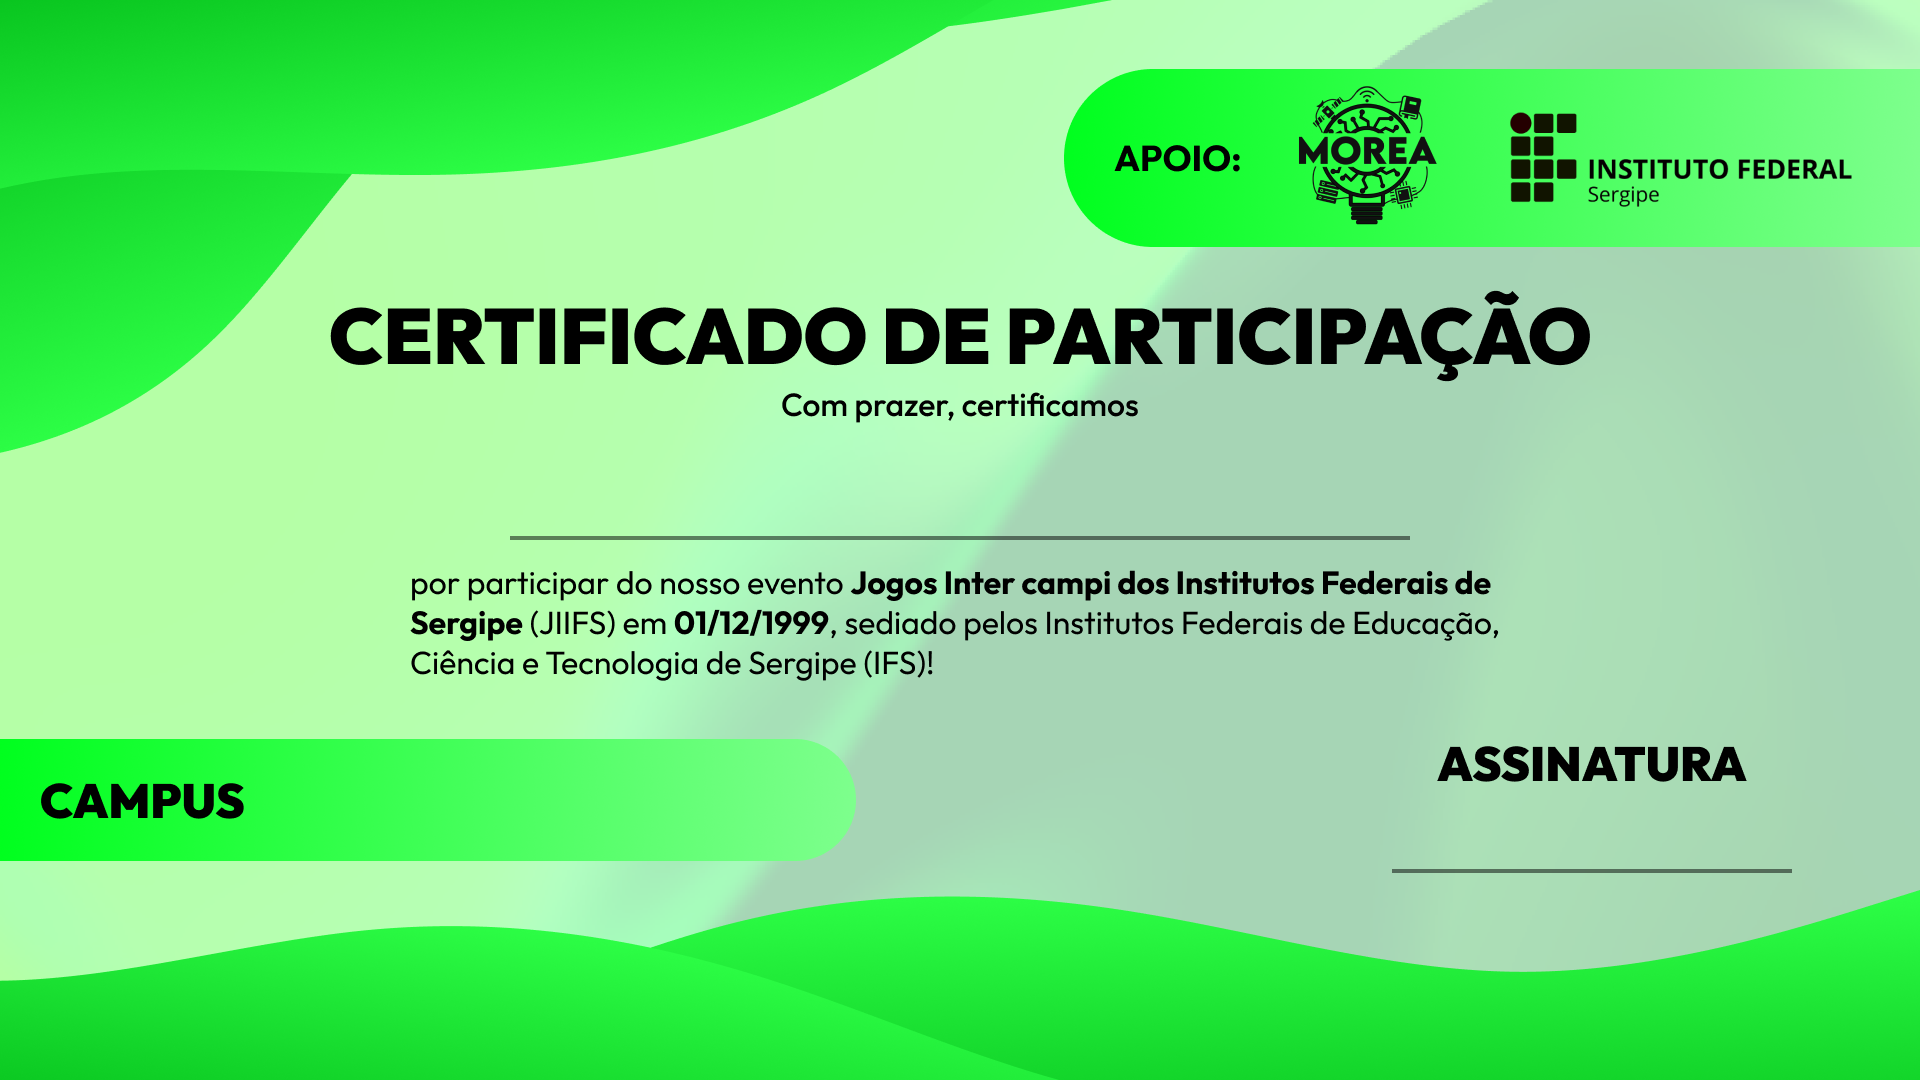 APOIO:
MOREA
INSTITUTO FEDERAL
Sergipe
CERTIFICADO DE PARTICIPAÇÃO
Com prazer, certificamos
por participar do nosso evento Jogos Inter campi dos Institutos Federais de
Sergipe (JIIFS) em 01/12/1999, sediado pelos Institutos Federais de Educação,
Ciência e Tecnologia de Sergipe (IFS)!
CAMPUS
ASSINATURA